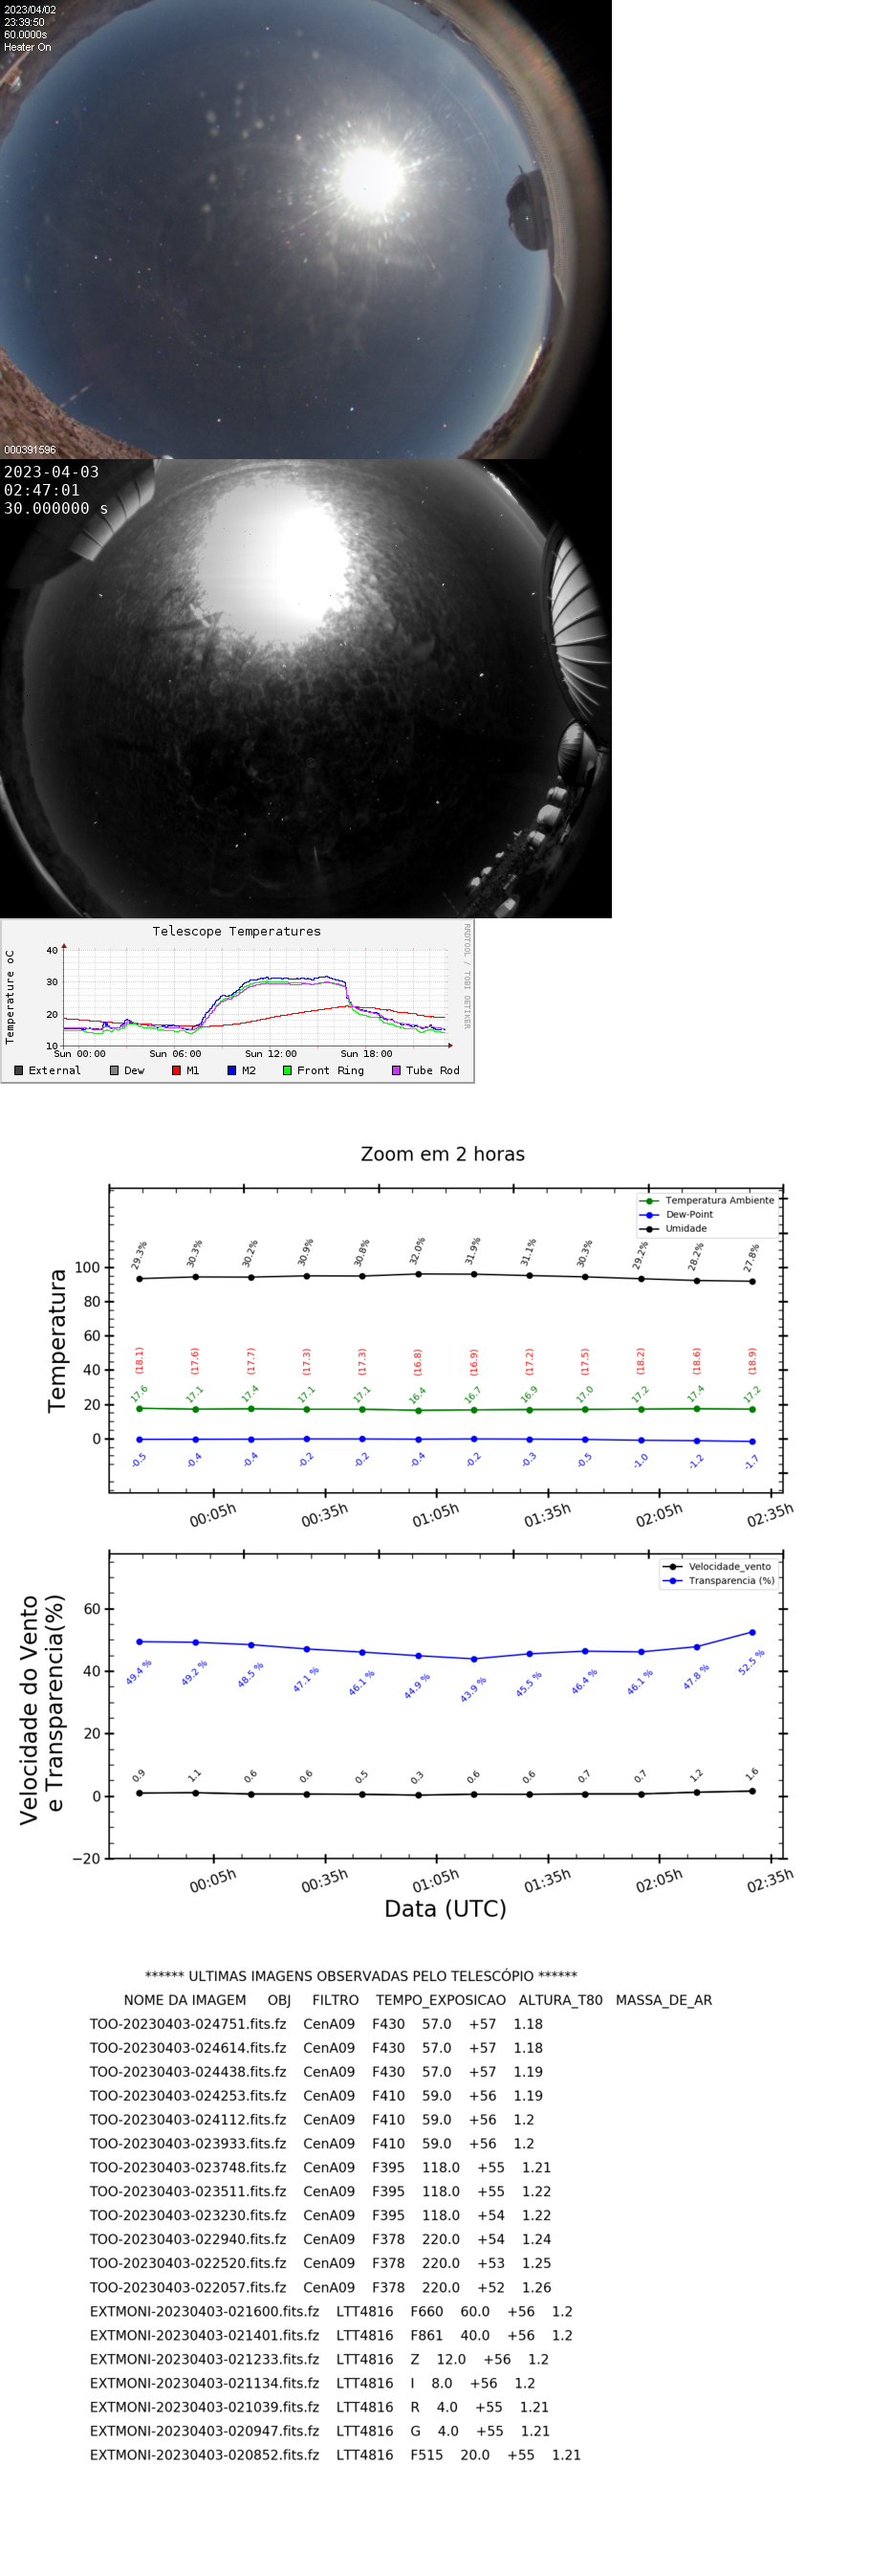 2023/04/02
23:39:50
60.0000s
Heater On
000391596
2023-04-03
02:47:01
30.000000 s
Telescope Temperatures
RRDTOOL / TOBI OETIKER
Temperature oC
40
30
20
10
Sun 00:00 Sun 06:00 Sun 12:00 Sun 18:00
External Dew M1 M2 Front Ring Tube Rod
Zoom em 2 horas
Temperatura Ambiente
Dew-Point
Umidade
Temperatura
100
80
60
40
20
0
29.3% 30.3% 30.2% 30.9% 30.8% 32.0% 31.9% 31.1% 30.3% 29.2% 28.2% 27.8%
(18.1) (17.6) (17.7) (17.3) (17.3) (16.8) (16.9) (17.2) (17.5) (18.2) (18.6) (18.9)
17.6 17.1 17.4 17.1 17.1 16.4 16.7 16.9 17.0 17.2 17.4 17.2
-0.5 -0.4 -0.4 -0.2 -0.2 -0.4 -0.2 -0.3 -0.5 -1.0 -1.2 -1.7
00:05h 00:35h 01:05h 01:35h 02:05h 02:35h
Velocidade_vento
Transparencia (%)
Velocidade do Vento
e Transparencia(%)
60
40
20
0
−20
49.4 % 49.2 % 48.5 % 47.1 % 46.1 % 44.9 % 43.9 % 45.5 % 46.4 % 46.1 % 47.8 % 52.5 %
0.9 1.1 0.6 0.6 0.5 0.3 0.6 0.6 0.7 0.7 1.2 1.6
00:05h 00:35h 01:05h 01:35h 02:05h 02:35h
Data (UTC)
****** ULTIMAS IMAGENS OBSERVADAS PELO TELESCÓPIO ******
NOME DA IMAGEM OBJ FILTRO TEMPO_EXPOSICAO ALTURA_T80 MASSA_DE_AR
TOO-20230403-024751.fits.fz CenA09 F430 57.0 +57 1.18
TOO-20230403-024614.fits.fz CenA09 F430 57.0 +57 1.18
TOO-20230403-024438.fits.fz CenA09 F430 57.0 +57 1.19
TOO-20230403-024253.fits.fz CenA09 F410 59.0 +56 1.19
TOO-20230403-024112.fits.fz CenA09 F410 59.0 +56 1.2
TOO-20230403-023933.fits.fz CenA09 F410 59.0 +56 1.2
TOO-20230403-023748.fits.fz CenA09 F395 118.0 +55 1.21
TOO-20230403-023511.fits.fz CenA09 F395 118.0 +55 1.22
TOO-20230403-023230.fits.fz CenA09 F395 118.0 +54 1.22
TOO-20230403-022940.fits.fz CenA09 F378 220.0 +54 1.24
TOO-20230403-022520.fits.fz CenA09 F378 220.0 +53 1.25
TOO-20230403-022057.fits.fz CenA09 F378 220.0 +52 1.26
EXTMONI-20230403-021600.fits.fz LTT4816 F660 60.0 +56 1.2
EXTMONI-20230403-021401.fits.fz LTT4816 F861 40.0 +56 1.2
EXTMONI-20230403-021233.fits.fz LTT4816 Z 12.0 +56 1.2
EXTMONI-20230403-021134.fits.fz LTT4816 I 8.0 +56 1.2
EXTMONI-20230403-021039.fits.fz LTT4816 R 4.0 +55 1.21
EXTMONI-20230403-020947.fits.fz LTT4816 G 4.0 +55 1.21
EXTMONI-20230403-020852.fits.fz LTT4816 F515 20.0 +55 1.21